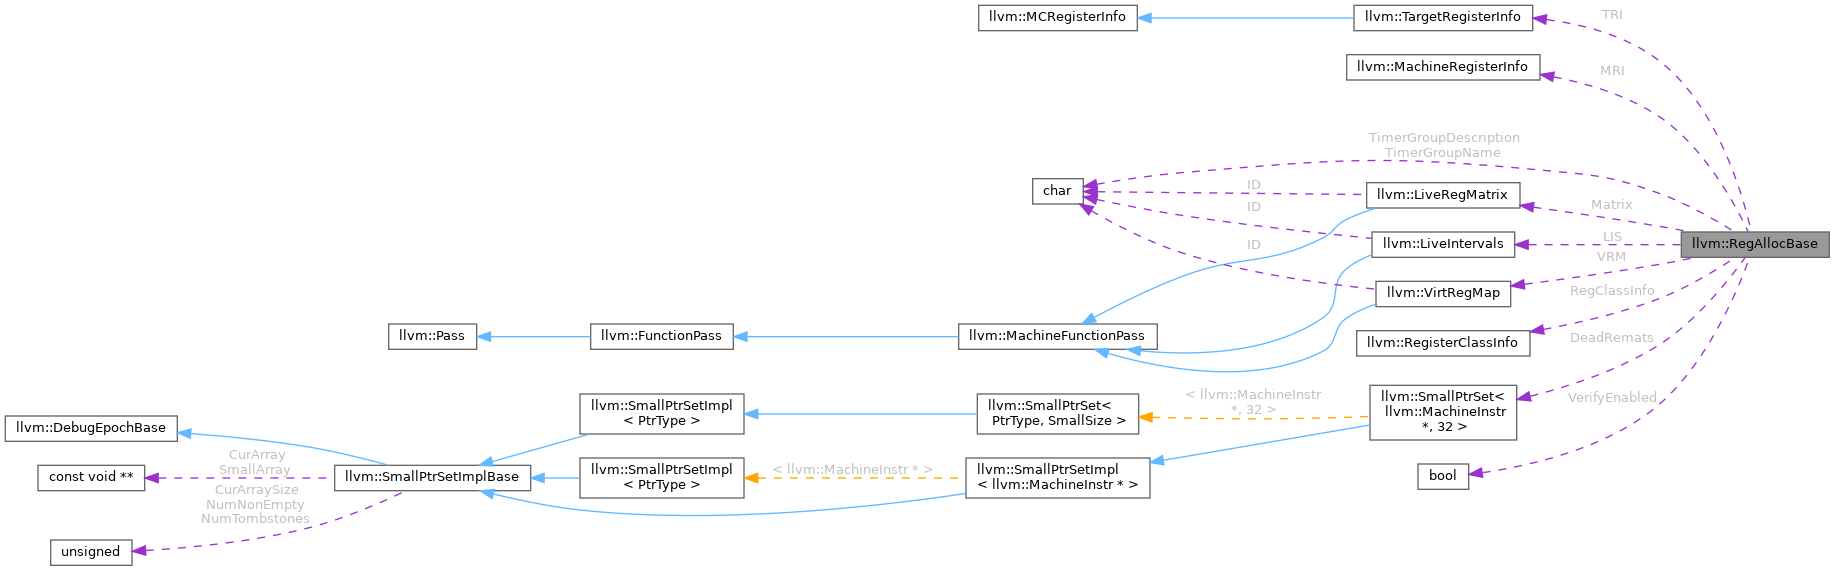 llvm::MCRegisterInfo
llvm::TargetRegisterInfo
TRI
llvm::MachineRegisterInfo
MRI
TimerGroupDescription
TimerGroupName
char
ID
ID
ID
llvm::LiveRegMatrix
Matrix
llvm::LiveIntervals
LIS
llvm::RegAllocBase
VRM
llvm::VirtRegMap
RegClassInfo
llvm::Pass
llvm::FunctionPass
llvm::MachineFunctionPass
llvm::RegisterClassInfo
DeadRemats
llvm::DebugEpochBase
llvm::SmallPtrSetImpl
< PtrType >
llvm::SmallPtrSet<
PtrType, SmallSize >
< llvm::MachineInstr
*, 32 >
llvm::SmallPtrSet<
llvm::MachineInstr
*, 32 >
VerifyEnabled
const void **
CurArray
SmallArray
llvm::SmallPtrSetImplBase
llvm::SmallPtrSetImpl
< PtrType >
< llvm::MachineInstr * >
llvm::SmallPtrSetImpl
< llvm::MachineInstr * >
bool
CurArraySize
NumNonEmpty
NumTombstones
unsigned